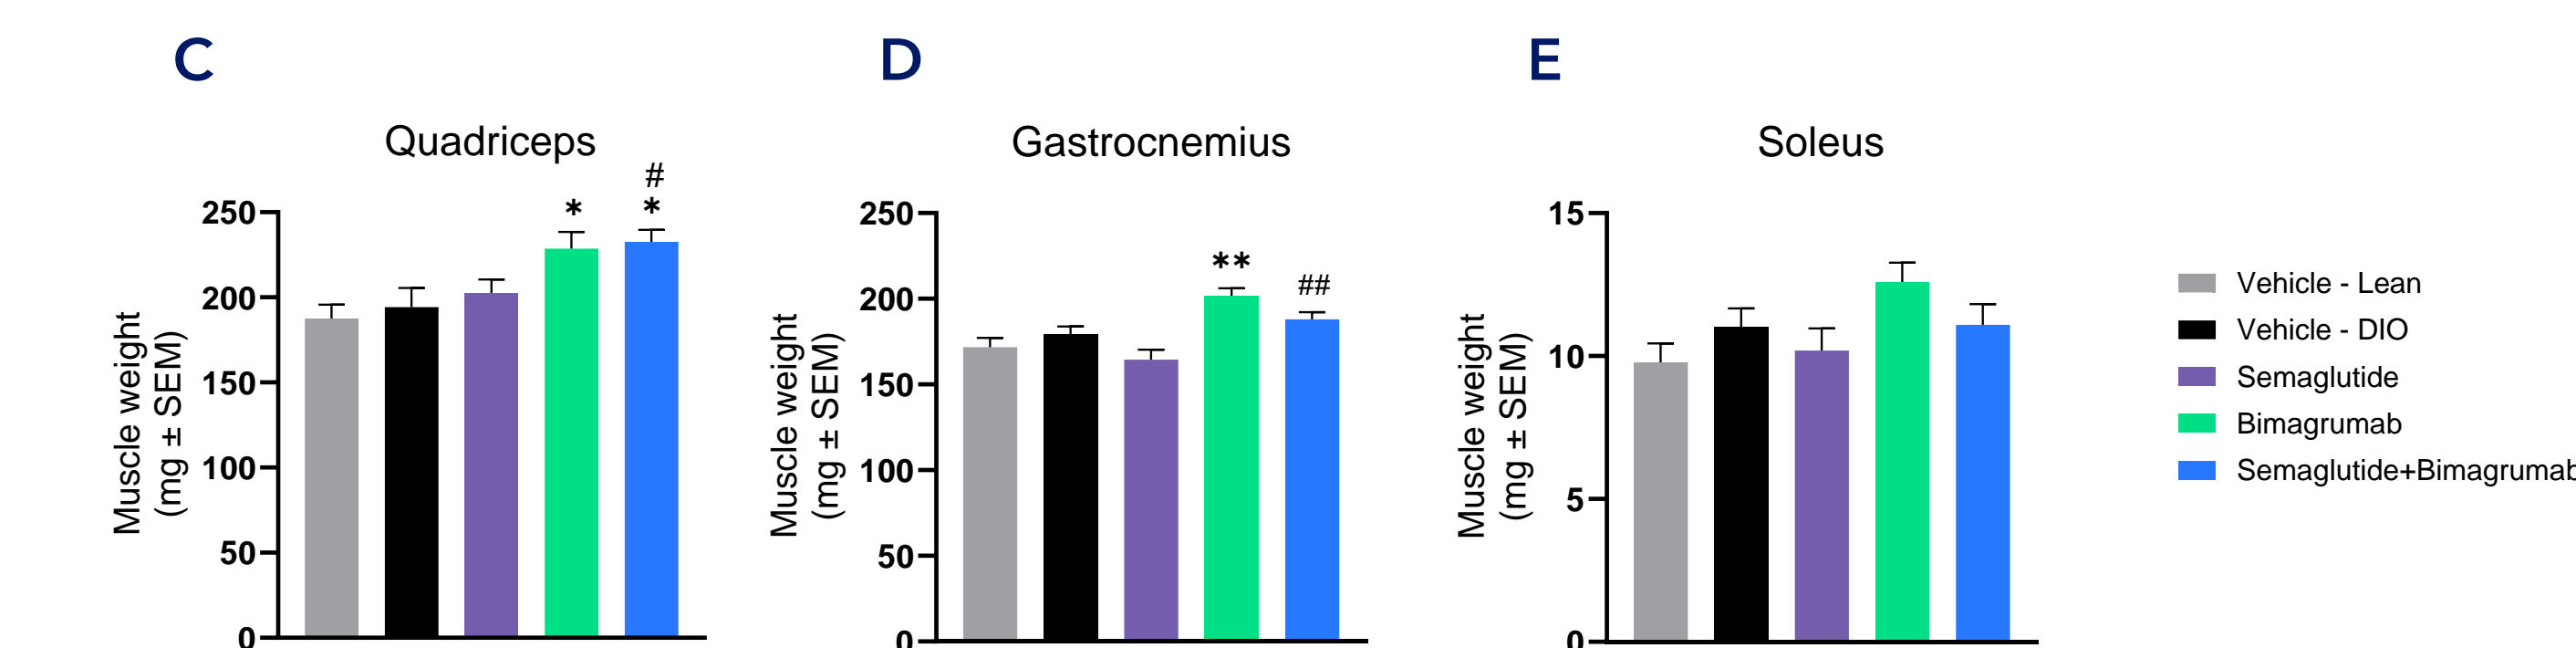 C
Quadriceps
#
* *
250
200
150
100
50
0
Muscle weight
(mg ± SEM)
D
Gastrocnemius
**
##
250
200
150
100
50
0
Muscle weight
(mg ± SEM)
E
Soleus
15
10
5
0
Muscle weight
(mg ± SEM)
Vehicle - Lean
Vehicle - DIO
Semaglutide
Bimagrumab
Semaglutide+Bimagrumab